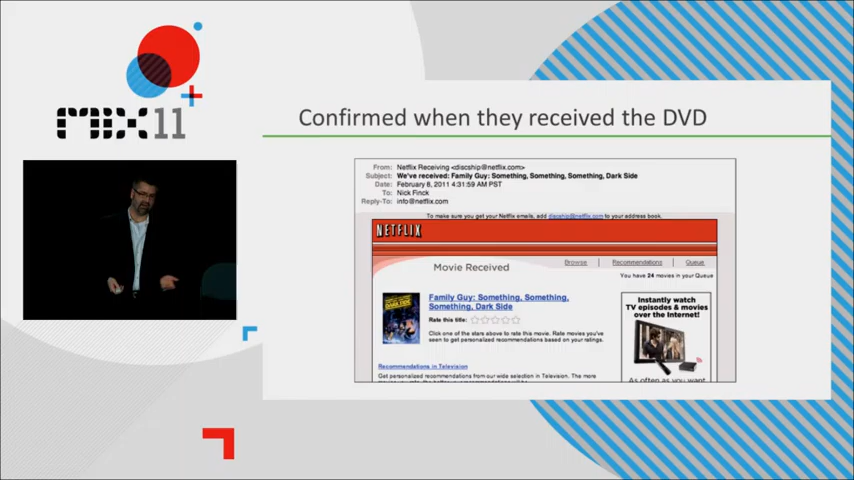 MIX11
Confirmed when they received the DVD
From: Netflix Receiving <discship@netflix.com>
Subject: We've received: Family Guy: Something, Something, Something, Dark Side
Date: February 8, 2011 4:31:59 AM PST
To: Nick Finck
Reply-To: info@netflix.com
To make sure you get your Netflix emails, add discship@netflix.com to your address book.
NETFLIX
Browse | Recommendations | Queue
Movie Received
You have 24 movies in your Queue
Family Guy: Something, Something,
Something, Dark Side
Rate this title:
Click one of the stars above to rate this movie. Rate movies you've
seen to get personalized recommendations based on your ratings.
Recommendations in Television
Get personalized recommendations from our wide selection in Television. The more
Instantly watch
TV episodes & movies
over the Internet!
As often as you want